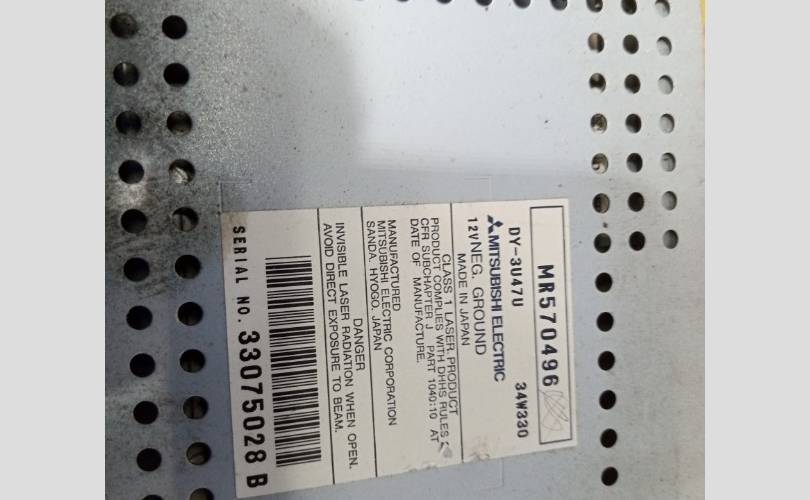 MR570496
DY-3U47U 34W330
MITSUBISHI ELECTRIC
12V NEG. GROUND
MADE IN JAPAN
CLASS 1 LASER PRODUCT
PRODUCT COMPLIES WITH DHHS RULES
CFR SUBCHAPTER J PART 1040:10 AT
DATE OF MANUFACTURE.
MANUFACTURED
MITSUBISHI ELECTRIC CORPORATION
SANDA, HYOGO, JAPAN
DANGER
INVISIBLE LASER RADIATION WHEN OPEN.
AVOID DIRECT EXPOSURE TO BEAM.
SERIAL NO. 33075028 B